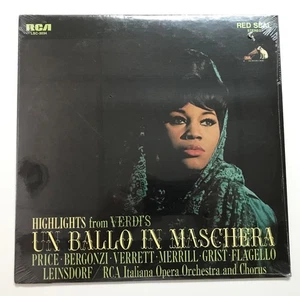 RCA
RED SEAL
HIGHLIGHTS from VERDI'S
UN BALLO IN MASCHERA
PRICE · BERGONZI · VERRETT · MERRILL · GRIST · FLAGELLO
LEINSDORF / RCA Italiana Opera Orchestra and Chorus